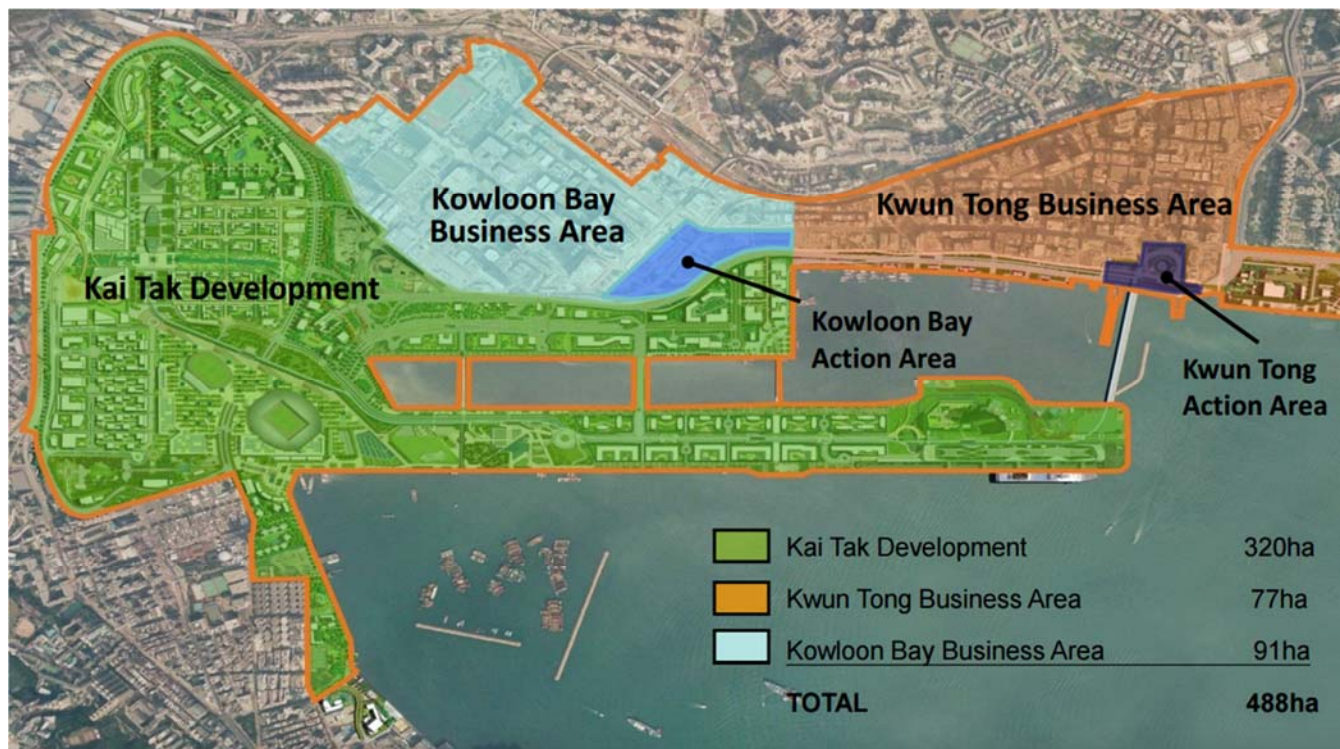 Kowloon Bay
Business Area
Kwun Tong Business Area
Kai Tak Development
Kowloon Bay
Action Area
Kwun Tong
Action Area
Kai Tak Development 320ha
Kwun Tong Business Area 77ha
Kowloon Bay Business Area 91ha
TOTAL 488ha